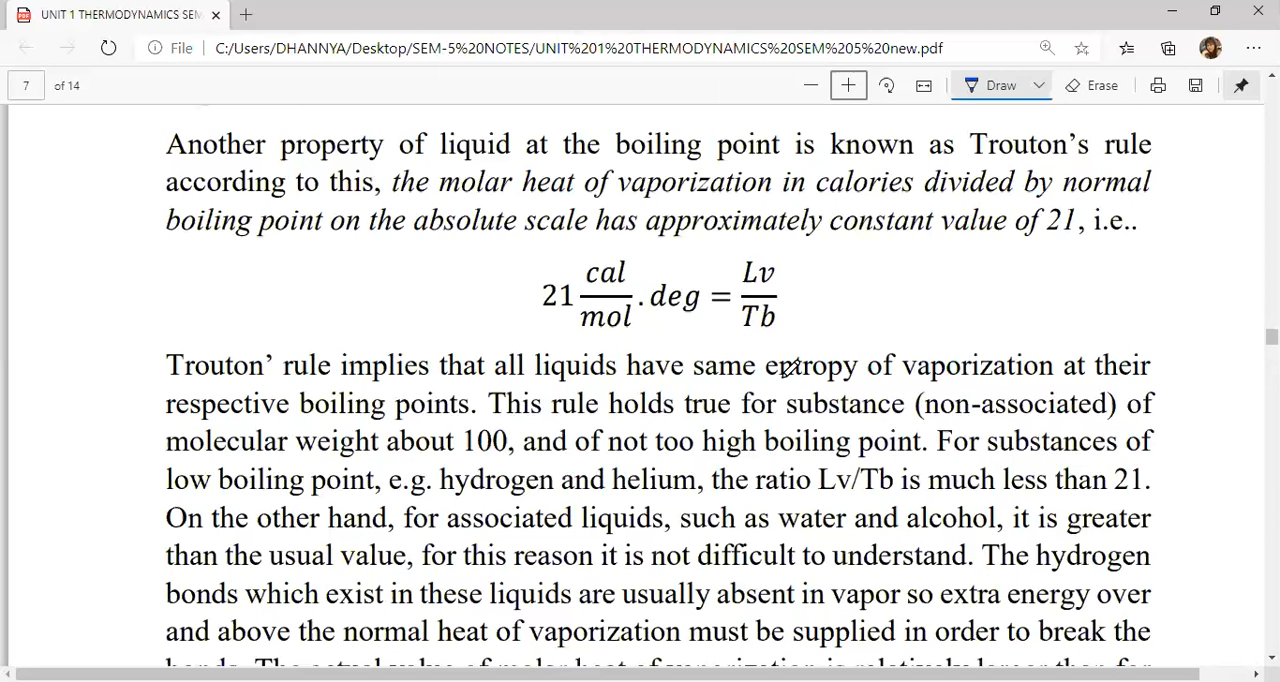 UNIT 1 THERMODYNAMICS SEM
File C:/Users/DHANNYA/Desktop/SEM-5%20NOTES/UNIT%201%20THERMODYNAMICS%20SEM%205%20new.pdf
7 of 14 Draw Erase
Another property of liquid at the boiling point is known as Trouton’s rule
according to this, the molar heat of vaporization in calories divided by normal
boiling point on the absolute scale has approximately constant value of 21, i.e..
21 cal/mol . deg = Lv/Tb
Trouton’ rule implies that all liquids have same entropy of vaporization at their
respective boiling points. This rule holds true for substance (non-associated) of
molecular weight about 100, and of not too high boiling point. For substances of
low boiling point, e.g. hydrogen and helium, the ratio Lv/Tb is much less than 21.
On the other hand, for associated liquids, such as water and alcohol, it is greater
than the usual value, for this reason it is not difficult to understand. The hydrogen
bonds which exist in these liquids are usually absent in vapor so extra energy over
and above the normal heat of vaporization must be supplied in order to break the